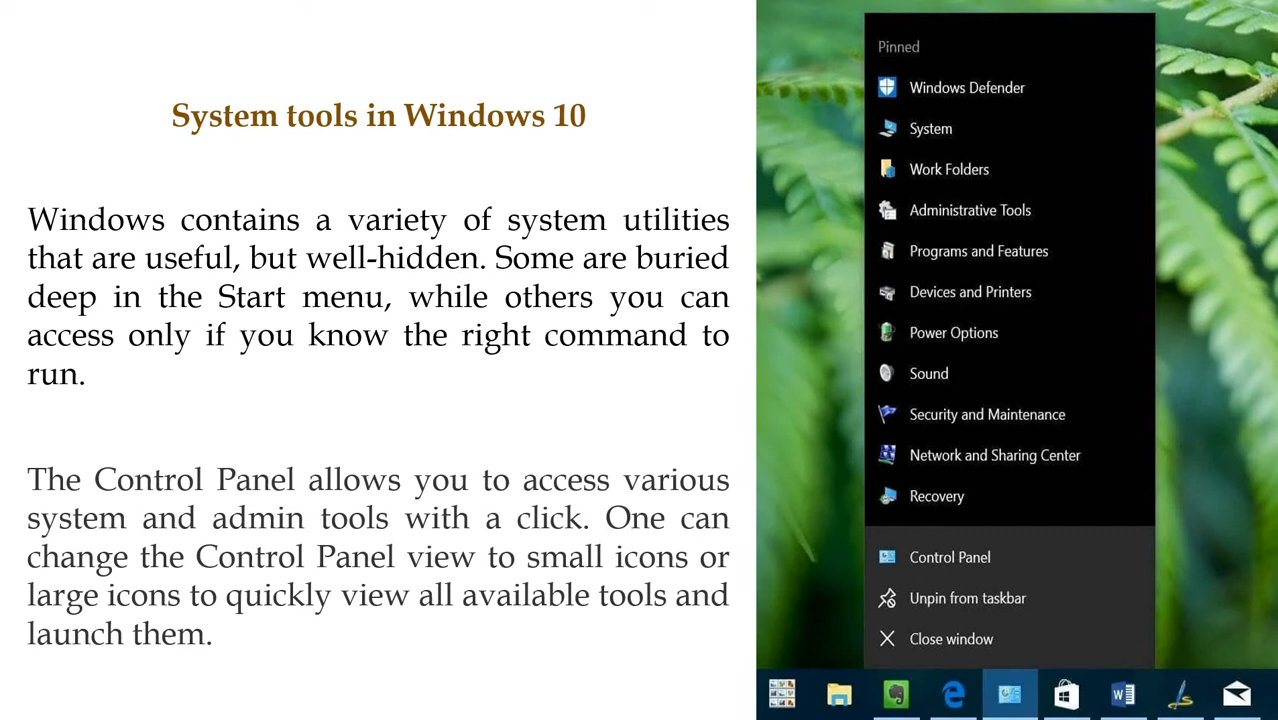 System tools in Windows 10
Windows contains a variety of system utilities
that are useful, but well-hidden. Some are buried
deep in the Start menu, while others you can
access only if you know the right command to
run.
The Control Panel allows you to access various
system and admin tools with a click. One can
change the Control Panel view to small icons or
large icons to quickly view all available tools and
launch them.
Pinned
Windows Defender
System
Work Folders
Administrative Tools
Programs and Features
Devices and Printers
Power Options
Sound
Security and Maintenance
Network and Sharing Center
Recovery
Control Panel
Unpin from taskbar
Close window